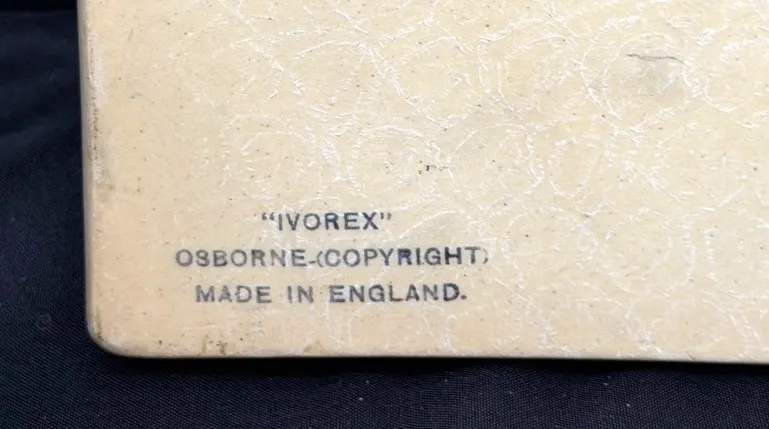 "IVOREX"
OSBORNE-(COPYRIGHT)
MADE IN ENGLAND.